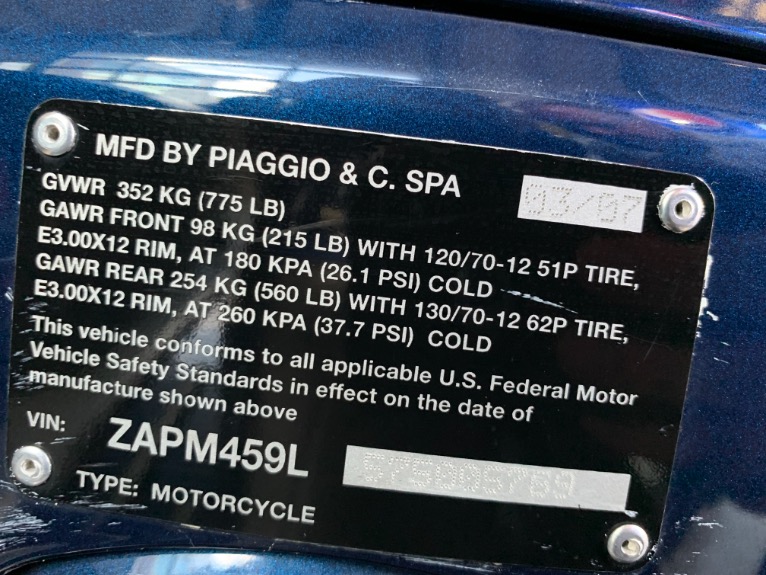 MFD BY PIAGGIO & C. SPA
03/07
GVWR 352 KG (775 LB)
GAWR FRONT 98 KG (215 LB) WITH 120/70-12 51P TIRE,
E3.00X12 RIM, AT 180 KPA (26.1 PSI) COLD
GAWR REAR 254 KG (560 LB) WITH 130/70-12 62P TIRE,
E3.00X12 RIM, AT 260 KPA (37.7 PSI) COLD
This vehicle conforms to all applicable U.S. Federal Motor
Vehicle Safety Standards in effect on the date of
manufacture shown above
VIN: ZAPM459L
TYPE: MOTORCYCLE